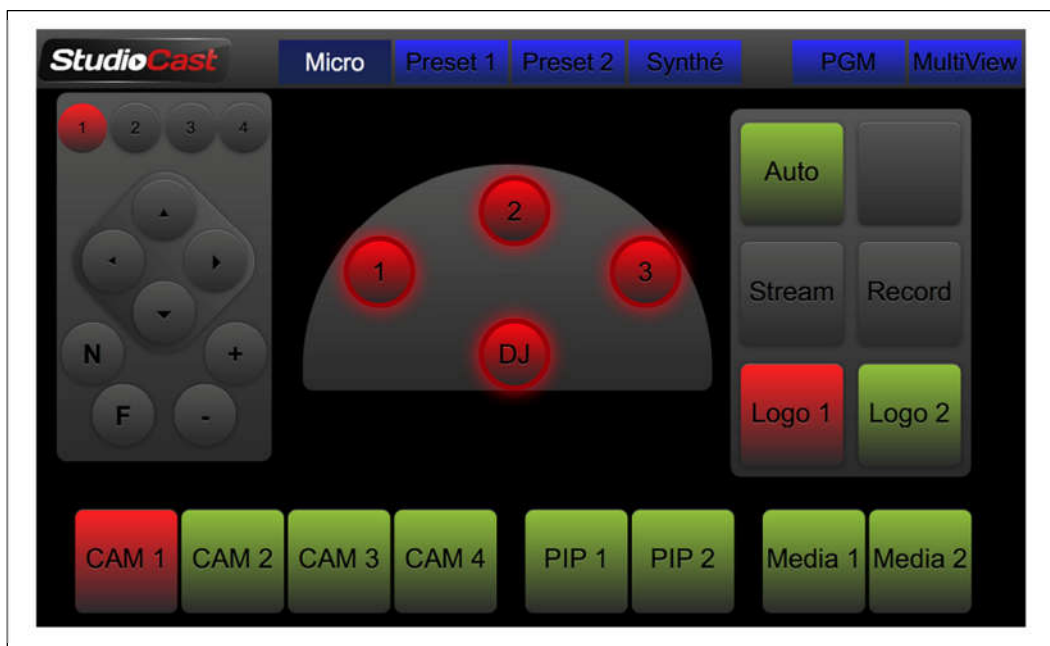 StudioCast Micro Preset 1 Preset 2 Synthé PGM MultiView
1 2 3 4
N +
F -
2
1 3
DJ
Auto
Stream Record
Logo 1 Logo 2
CAM 1 CAM 2 CAM 3 CAM 4 PIP 1 PIP 2 Media 1 Media 2